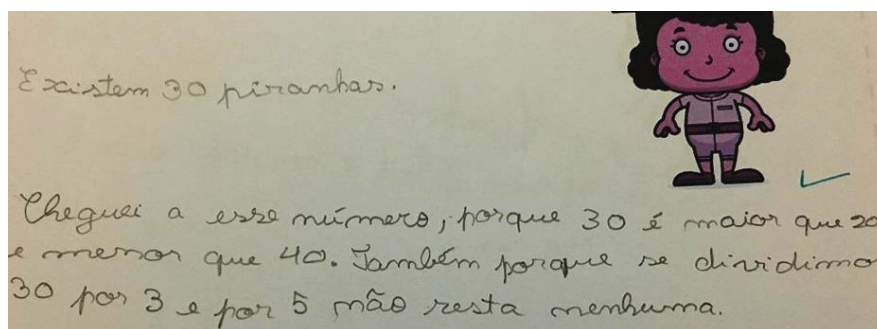 Existem 30 piranhas.
Cheguei a esse número, porque 30 é maior que 20
e menor que 40. Também porque se dividimo
30 por 3 e por 5 não resta nenhuma.